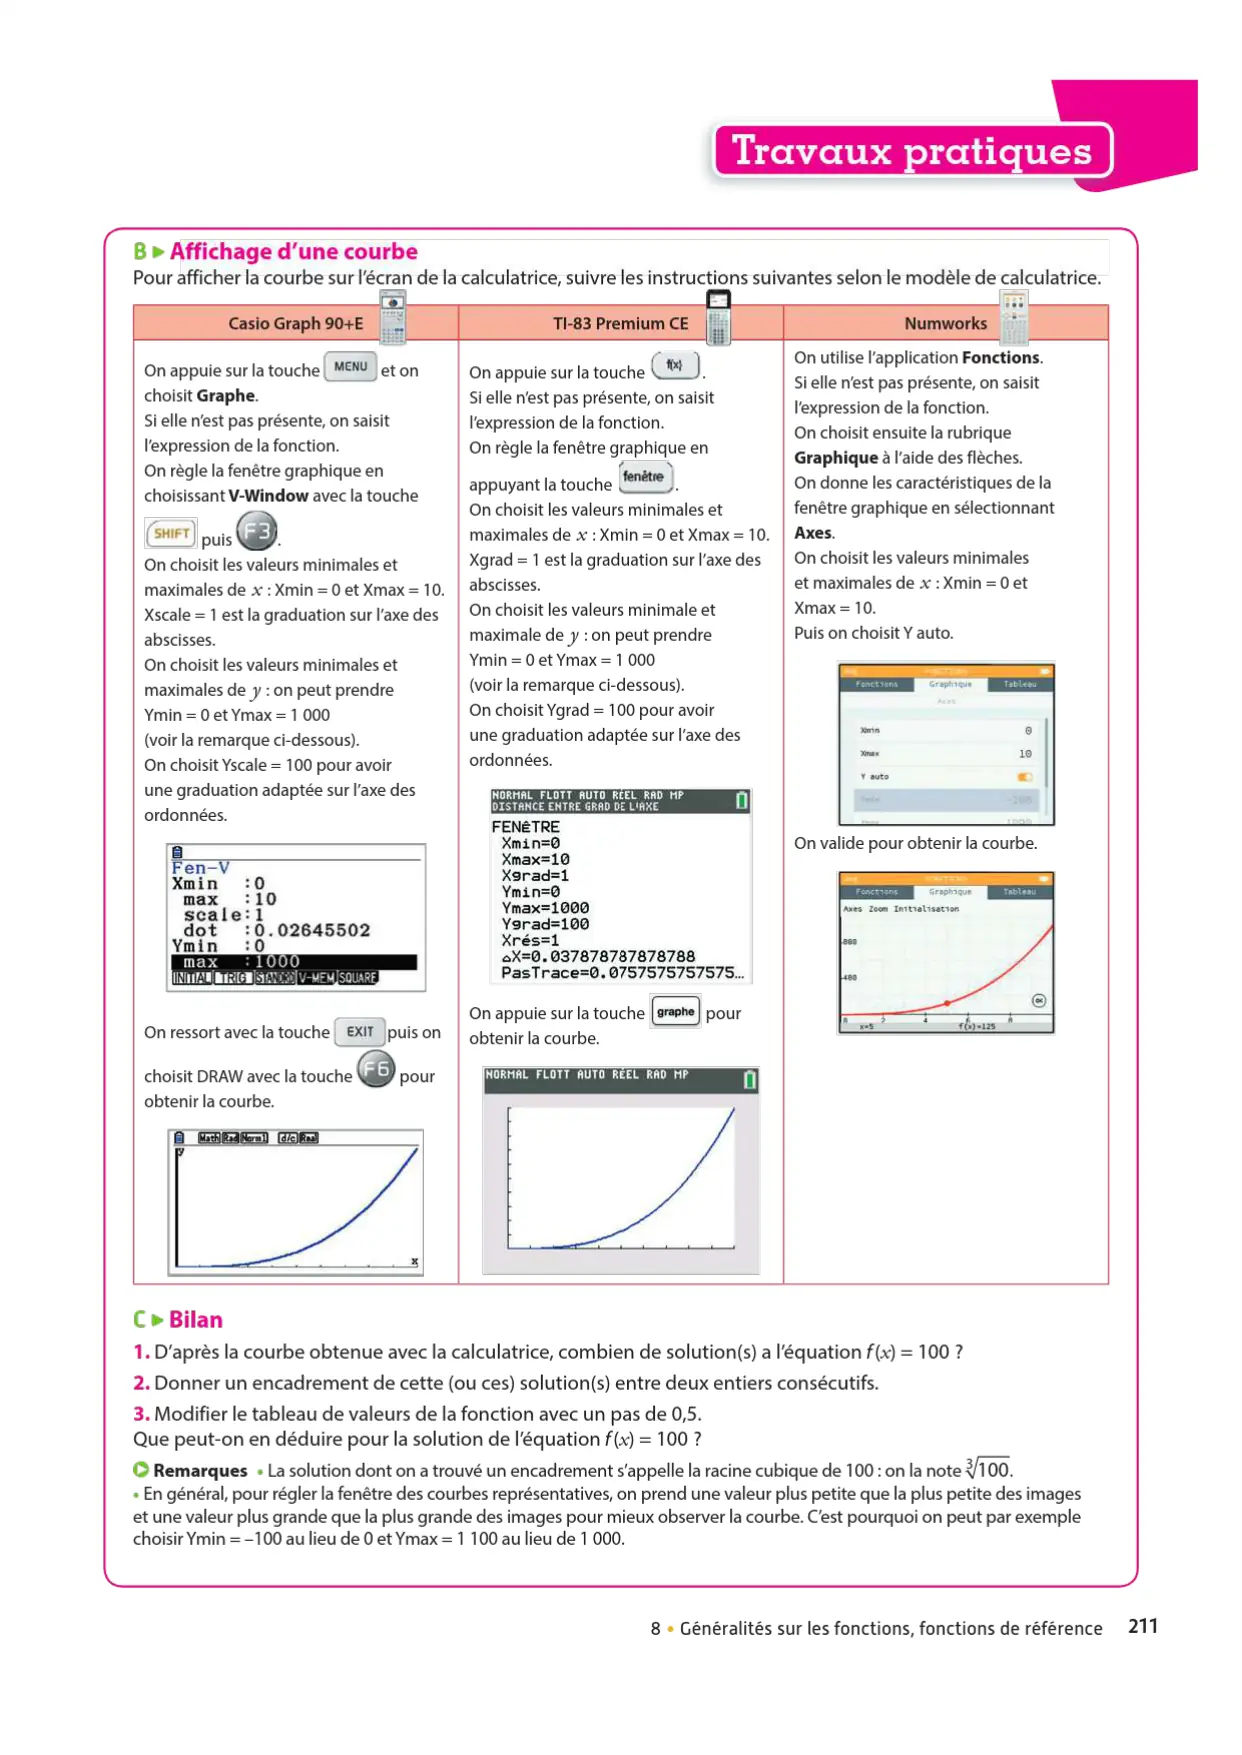 Travaux pratiques
B Affichage d'une courbe
Pour afficher la courbe sur l'écran de la calculatrice, suivre les instructions suivantes selon le modèle de calculatrice.
Casio Graph 90+E
On appuie sur la touche MENU et on
choisit Graphe.
Si elle n'est pas présente, on saisit
l'expression de la fonction.
On règle la fenêtre graphique en
choisissant V-Window avec la touche
SHIFT puis F3.
On choisit les valeurs minimales et
maximales de x : Xmin = 0 et Xmax = 10.
Xscale = 1 est la graduation sur l'axe des
abscisses.
On choisit les valeurs minimales et
maximales de y : on peut prendre
Ymin = 0 et Ymax = 1 000
(voir la remarque ci-dessous).
On choisit Yscale = 100 pour avoir
une graduation adaptée sur l'axe des
ordonnées.
Fen-V
Xmin :0
max :10
scale:1
dot :0.02645502
Ymin :0
max :1000
INITIAL TRIG STANDRD V-MEM SQUARE
On ressort avec la touche EXIT puis on
choisit DRAW avec la touche F6 pour
obtenir la courbe.
Math Rad Norm1 d/c Real
y
x
TI-83 Premium CE
On appuie sur la touche f(x).
Si elle n'est pas présente, on saisit
l'expression de la fonction.
On règle la fenêtre graphique en
appuyant la touche fenêtre.
On choisit les valeurs minimales et
maximales de x : Xmin = 0 et Xmax = 10.
Xgrad = 1 est la graduation sur l'axe des
abscisses.
On choisit les valeurs minimale et
maximale de y : on peut prendre
Ymin = 0 et Ymax = 1 000
(voir la remarque ci-dessous).
On choisit Ygrad = 100 pour avoir
une graduation adaptée sur l'axe des
ordonnées.
NORMAL FLOTT AUTO RÉEL RAD MP
DISTANCE ENTRE GRAD DE L'AXE
FENÊTRE
Xmin=0
Xmax=10
Xgrad=1
Ymin=0
Ymax=1000
Ygrad=100
Xrés=1
△X=0.037878787878788
PasTrace=0.0757575757575...
On appuie sur la touche graphe pour
obtenir la courbe.
NORMAL FLOTT AUTO RÉEL RAD MP
Numworks
On utilise l'application Fonctions.
Si elle n'est pas présente, on saisit
l'expression de la fonction.
On choisit ensuite la rubrique
Graphique à l'aide des flèches.
On donne les caractéristiques de la
fenêtre graphique en sélectionnant
Axes.
On choisit les valeurs minimales
et maximales de x : Xmin = 0 et
Xmax = 10.
Puis on choisit Y auto.
Fonctions Graphique Tableau
Axes
Xmin 0
Xmax 10
Y auto
On valide pour obtenir la courbe.
Fonctions Graphique Tableau
Axes Zoom Initialisation
800
400
0 2 4 6 8
OK
x=5 f(x)=125
C Bilan
1. D'après la courbe obtenue avec la calculatrice, combien de solution(s) a l'équation f(x) = 100 ?
2. Donner un encadrement de cette (ou ces) solution(s) entre deux entiers consécutifs.
3. Modifier le tableau de valeurs de la fonction avec un pas de 0,5.
Que peut-on en déduire pour la solution de l'équation f(x) = 100 ?
Remarques • La solution dont on a trouvé un encadrement s'appelle la racine cubique de 100 : on la note ∛100.
• En général, pour régler la fenêtre des courbes représentatives, on prend une valeur plus petite que la plus petite des images
et une valeur plus grande que la plus grande des images pour mieux observer la courbe. C'est pourquoi on peut par exemple
choisir Ymin = –100 au lieu de 0 et Ymax = 1 100 au lieu de 1 000.
8 • Généralités sur les fonctions, fonctions de référence 211